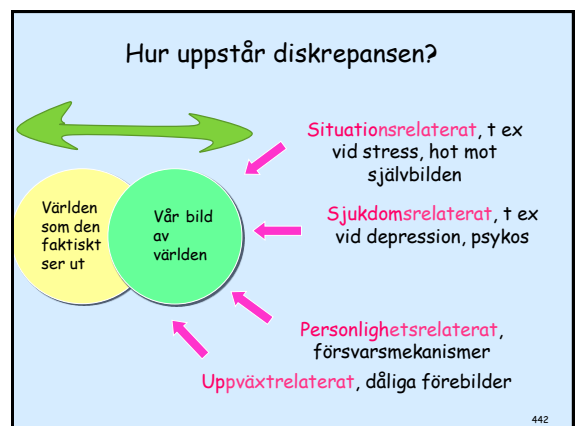 Hur uppstår diskrepansen?
Situationsrelaterat, t ex
vid stress, hot mot
självbilden
Världen
som den
faktiskt
ser ut
Vår bild
av
världen
Sjukdomsrelaterat, t ex
vid depression, psykos
Personlighetsrelaterat,
försvarsmekanismer
Uppväxtrelaterat, dåliga förebilder
442